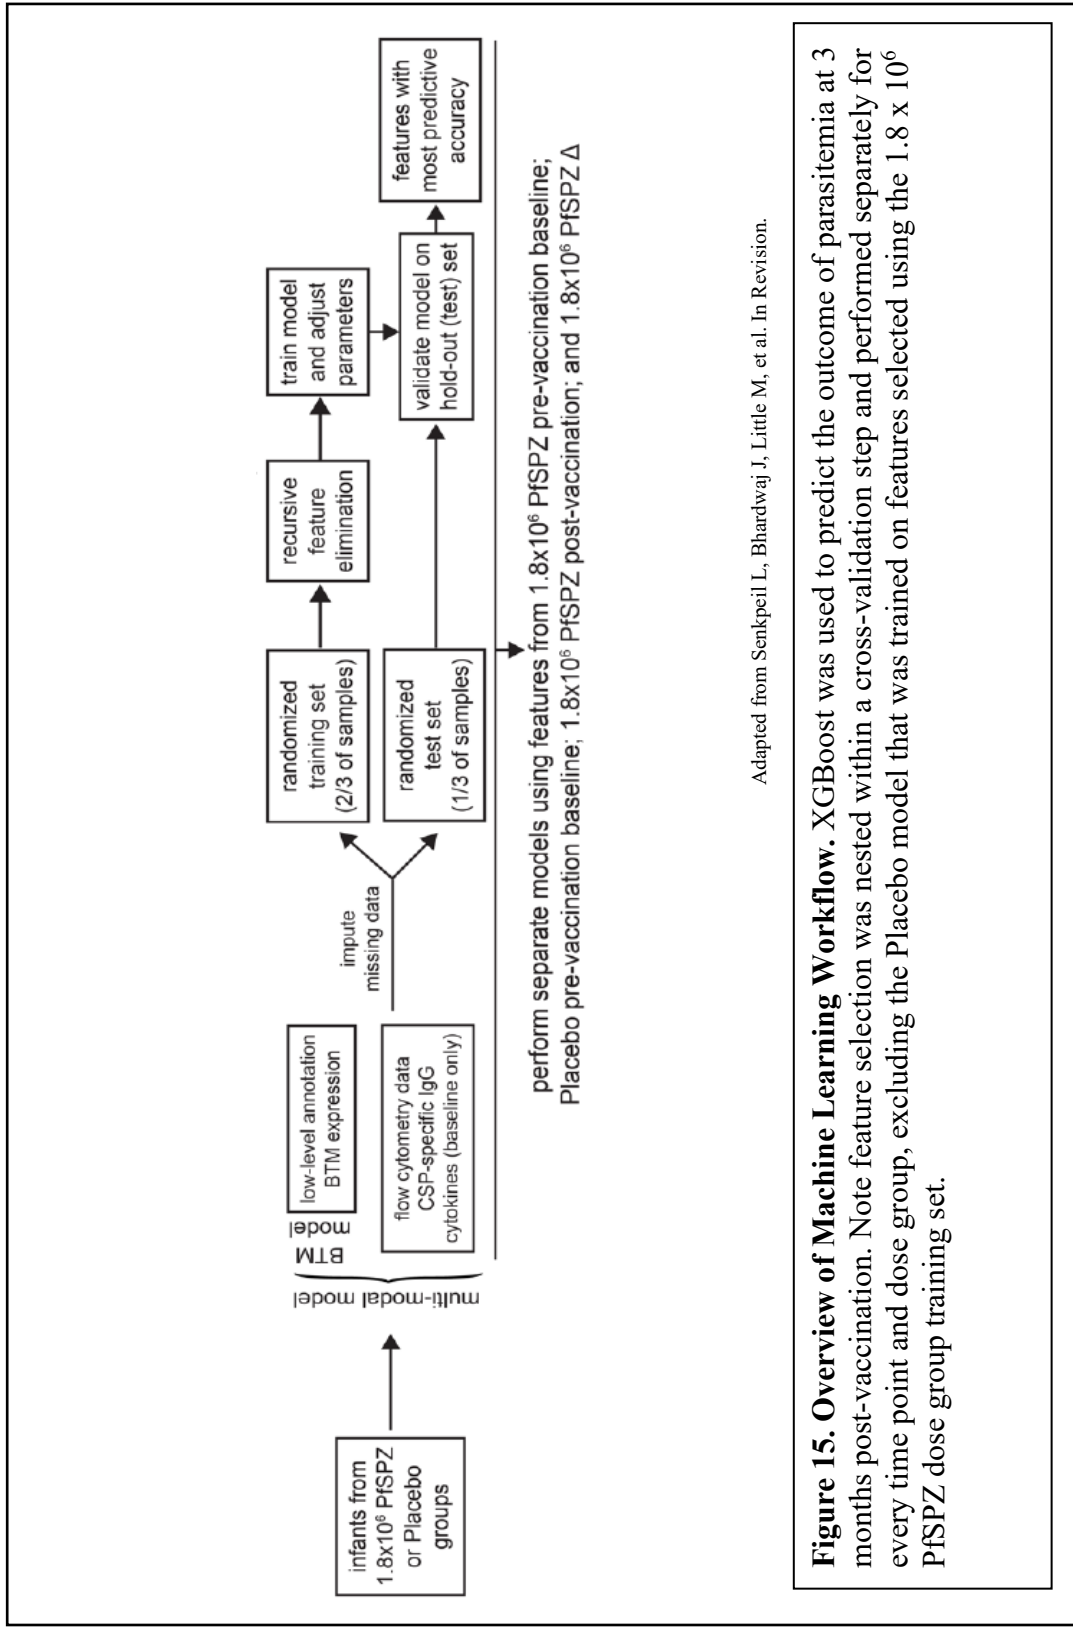 infants from
1.8x10⁶ PfSPZ
or Placebo
groups
multi-modal model
BTM
model
low-level annotation
BTM expression
flow cytometry data
CSP-specific IgG
cytokines (baseline only)
impute
missing data
randomized
training set
(2/3 of samples)
randomized
test set
(1/3 of samples)
recursive
feature
elimination
train model
and adjust
parameters
validate model on
hold-out (test) set
features with
most predictive
accuracy
perform separate models using features from 1.8x10⁶ PfSPZ pre-vaccination baseline;
Placebo pre-vaccination baseline; 1.8x10⁶ PfSPZ post-vaccination; and 1.8x10⁶ PfSPZ Δ
Adapted from Senkpeil L, Bhardwaj J, Little M, et al. In Revision.
Figure 15. Overview of Machine Learning Workflow. XGBoost was used to predict the outcome of parasitemia at 3
months post-vaccination. Note feature selection was nested within a cross-validation step and performed separately for
every time point and dose group, excluding the Placebo model that was trained on features selected using the 1.8 x 10⁶
PfSPZ dose group training set.